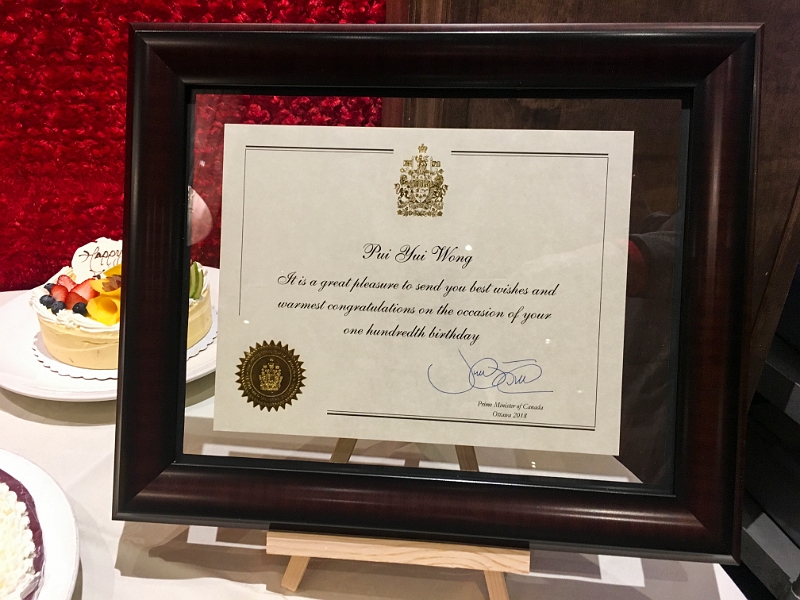 Happy
Pui Yui Wong
It is a great pleasure to send you best wishes and
warmest congratulations on the occasion of your
one hundredth birthday
Prime Minister of Canada
Ottawa 2018